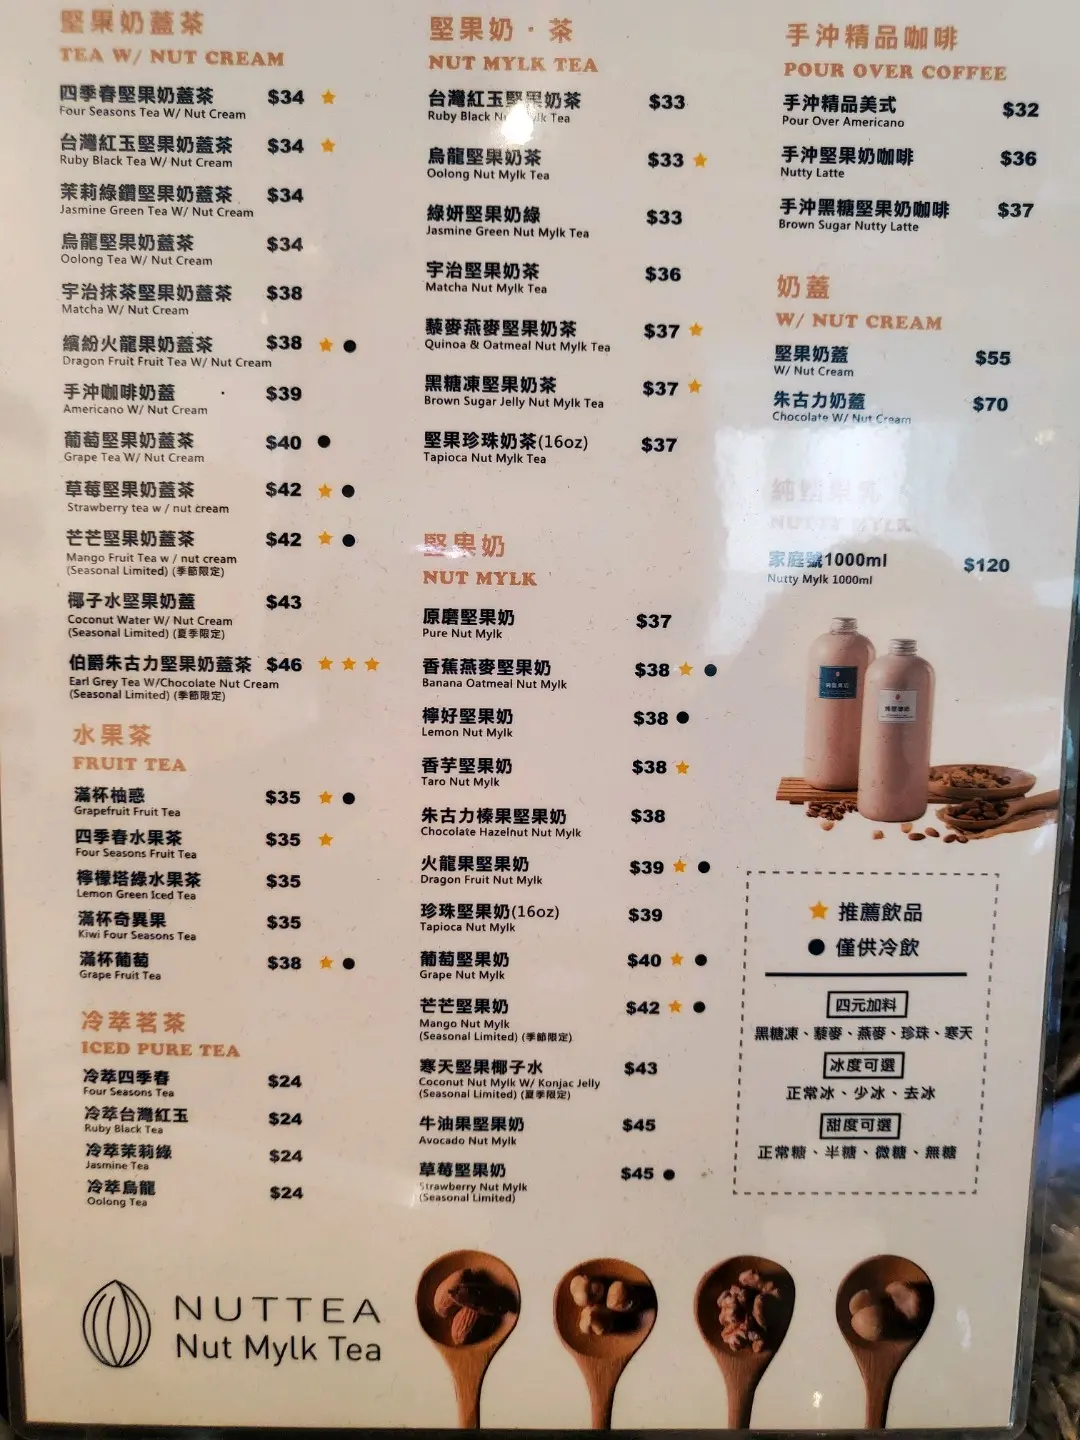 堅果奶蓋茶
TEA W/ NUT CREAM
四季春堅果奶蓋茶 $34
Four Seasons Tea W/ Nut Cream
台灣紅玉堅果奶蓋茶 $34
Ruby Black Tea W/ Nut Cream
茉莉綠鑽堅果奶蓋茶 $34
Jasmine Green Tea W/ Nut Cream
烏龍堅果奶蓋茶 $34
Oolong Tea W/ Nut Cream
宇治抹茶堅果奶蓋茶 $38
Matcha W/ Nut Cream
繽紛火龍果奶蓋茶 $38
Dragon Fruit Fruit Tea W/ Nut Cream
手沖咖啡奶蓋 $39
Americano W/ Nut Cream
葡萄堅果奶蓋茶 $40
Grape Tea W/ Nut Cream
草莓堅果奶蓋茶 $42
Strawberry tea w / nut cream
芒芒堅果奶蓋茶 $42
Mango Fruit Tea w / nut cream
(Seasonal Limited) (季節限定)
椰子水堅果奶蓋 $43
Coconut Water W/ Nut Cream
(Seasonal Limited) (夏季限定)
伯爵朱古力堅果奶蓋茶 $46
Earl Grey Tea W/Chocolate Nut Cream
(Seasonal Limited) (季節限定)
水果茶
FRUIT TEA
滿杯柚惑 $35
Grapefruit Fruit Tea
四季春水果茶 $35
Four Seasons Fruit Tea
檸檬塔綠水果茶 $35
Lemon Green Iced Tea
滿杯奇異果 $35
Kiwi Four Seasons Tea
滿杯葡萄 $38
Grape Fruit Tea
冷萃茗茶
ICED PURE TEA
冷萃四季春 $24
Four Seasons Tea
冷萃台灣紅玉 $24
Ruby Black Tea
冷萃茉莉綠 $24
Jasmine Tea
冷萃烏龍 $24
Oolong Tea
堅果奶·茶
NUT MYLK TEA
台灣紅玉堅果奶茶 $33
Ruby Black Nut Mylk Tea
烏龍堅果奶茶 $33
Oolong Nut Mylk Tea
綠妍堅果奶綠 $33
Jasmine Green Nut Mylk Tea
宇治堅果奶茶 $36
Matcha Nut Mylk Tea
藜麥燕麥堅果奶茶 $37
Quinoa & Oatmeal Nut Mylk Tea
黑糖凍堅果奶茶 $37
Brown Sugar Jelly Nut Mylk Tea
堅果珍珠奶茶(16oz) $37
Tapioca Nut Mylk Tea
堅果奶
NUT MYLK
原磨堅果奶 $37
Pure Nut Mylk
香蕉燕麥堅果奶 $38
Banana Oatmeal Nut Mylk
檸好堅果奶 $38
Lemon Nut Mylk
香芋堅果奶 $38
Taro Nut Mylk
朱古力榛果堅果奶 $38
Chocolate Hazelnut Nut Mylk
火龍果堅果奶 $39
Dragon Fruit Nut Mylk
珍珠堅果奶(16oz) $39
Tapioca Nut Mylk
葡萄堅果奶 $40
Grape Nut Mylk
芒芒堅果奶 $42
Mango Nut Mylk
(Seasonal Limited) (季節限定)
寒天堅果椰子水 $43
Coconut Nut Mylk W/ Konjac Jelly
(Seasonal Limited) (夏季限定)
牛油果堅果奶 $45
Avocado Nut Mylk
草莓堅果奶 $45
Strawberry Nut Mylk
(Seasonal Limited)
手沖精品咖啡
POUR OVER COFFEE
手沖精品美式 $32
Pour Over Americano
手沖堅果奶咖啡 $36
Nutty Latte
手沖黑糖堅果奶咖啡 $37
Brown Sugar Nutty Latte
奶蓋
W/ NUT CREAM
堅果奶蓋 $55
W/ Nut Cream
朱古力奶蓋 $70
Chocolate W/ Nut Cream
純堅果乳
NUTTY MYLK
家庭號1000ml $120
Nutty Mylk 1000ml
推薦飲品
僅供冷飲
四元加料
黑糖凍、藜麥、燕麥、珍珠、寒天
冰度可選
正常冰、少冰、去冰
甜度可選
正常糖、半糖、微糖、無糖
NUTTEA
Nut Mylk Tea